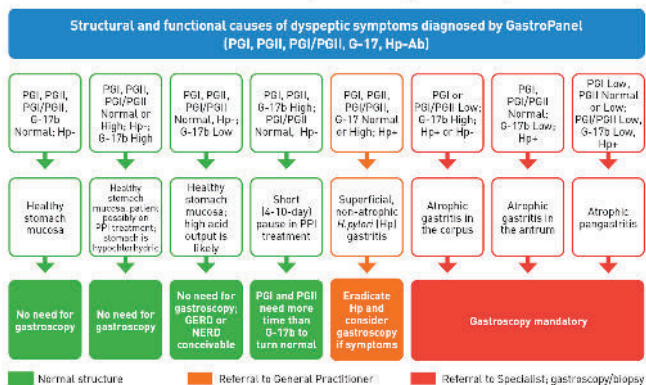 Structural and functional causes of dyspeptic symptoms diagnosed by GastroPanel
(PGI, PGII, PGI/PGII, G-17, Hp-Ab)
PGI, PGII,
PGI/PGII,
G-17b
Normal; Hp-
PGI, PGII,
PGI/PGII
Normal or
High; Hp-;
G-17b High
PGI, PGII,
PGI/PGII
Normal, Hp-;
G-17b Low
PGI, PGII,
G-17b High;
PGI/PGII
Normal, Hp-
PGI, PGII,
PGI/PGII,
G-17 Normal
or High; Hp+
PGI or
PGI/PGII Low;
G-17b High;
Hp+ or Hp-
PGI,
PGI/PGII
Normal;
G-17b Low;
Hp+
PGI Low,
PGII Normal
or Low;
PGI/PGII Low,
G-17b Low,
Hp+
Healthy
stomach
mucosa
Healthy
stomach
mucosa, patient
possibly on
PPI treatment;
stomach is
hypochlorhydric
Healthy
stomach
mucosa;
high acid
output is
likely
Short
(4-10-day)
pause in PPI
treatment
Superficial,
non-atrophic
H.pylori (Hp)
gastritis
Atrophic
gastritis in
the corpus
Atrophic
gastritis in
the antrum
Atrophic
pangastritis
No need for
gastroscopy
No need for
gastroscopy
No need for
gastroscopy;
GERD or
NERD
conceivable
PGI and PGII
need more
time than
G-17b to
turn normal
Eradicate
Hp and
consider
gastroscopy
if symptoms
Gastroscopy mandatory
Normal structure
Referral to General Practitioner
Referral to Specialist; gastroscopy/biopsy